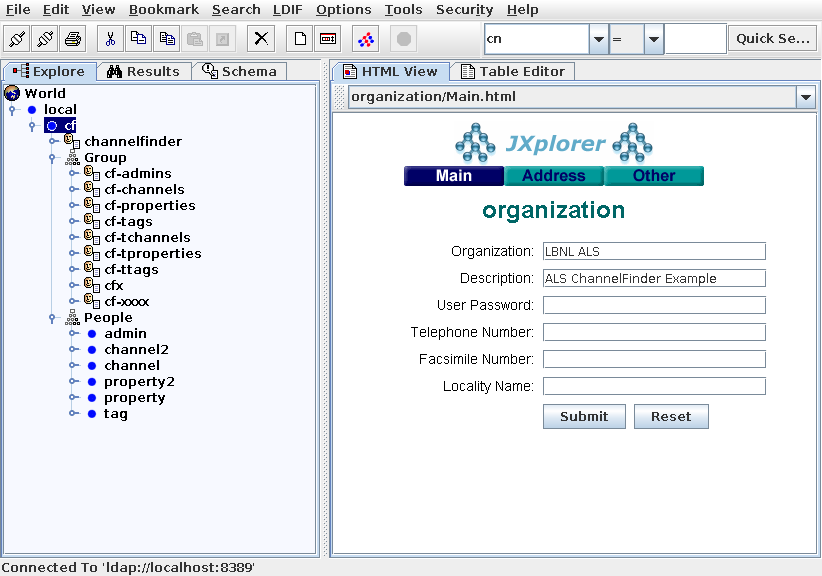 File Edit View Bookmark Search LDIF Options Tools Security Help
cn = Quick Se...
Explore Results Schema
HTML View Table Editor
World
local
cf
channelfinder
Group
cf-admins
cf-channels
cf-properties
cf-tags
cf-tchannels
cf-tproperties
cf-ttags
cfx
cf-xxxx
People
admin
channel2
channel
property2
property
tag
organization/Main.html
JXplorer
Main Address Other
organization
Organization: LBNL ALS
Description: ALS ChannelFinder Example
User Password:
Telephone Number:
Facsimile Number:
Locality Name:
Submit Reset
Connected To 'ldap://localhost:8389'